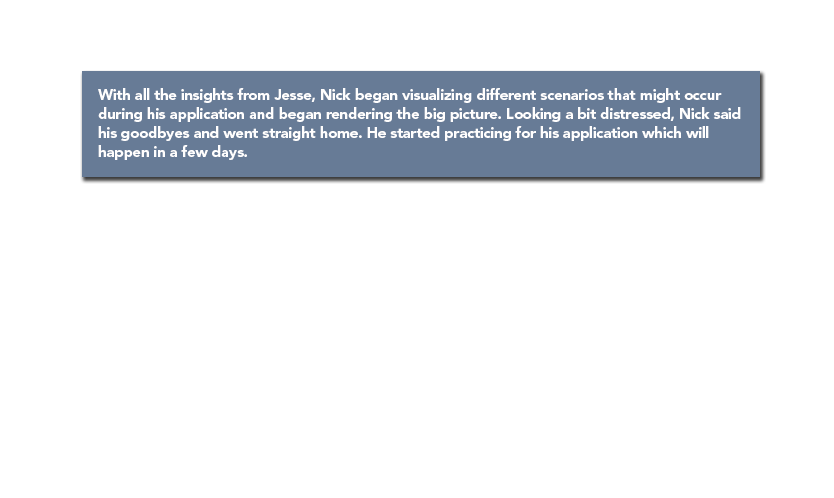 With all the insights from Jesse, Nick began visualizing different scenarios that might occur
during his application and began rendering the big picture. Looking a bit distressed, Nick said
his goodbyes and went straight home. He started practicing for his application which will
happen in a few days.